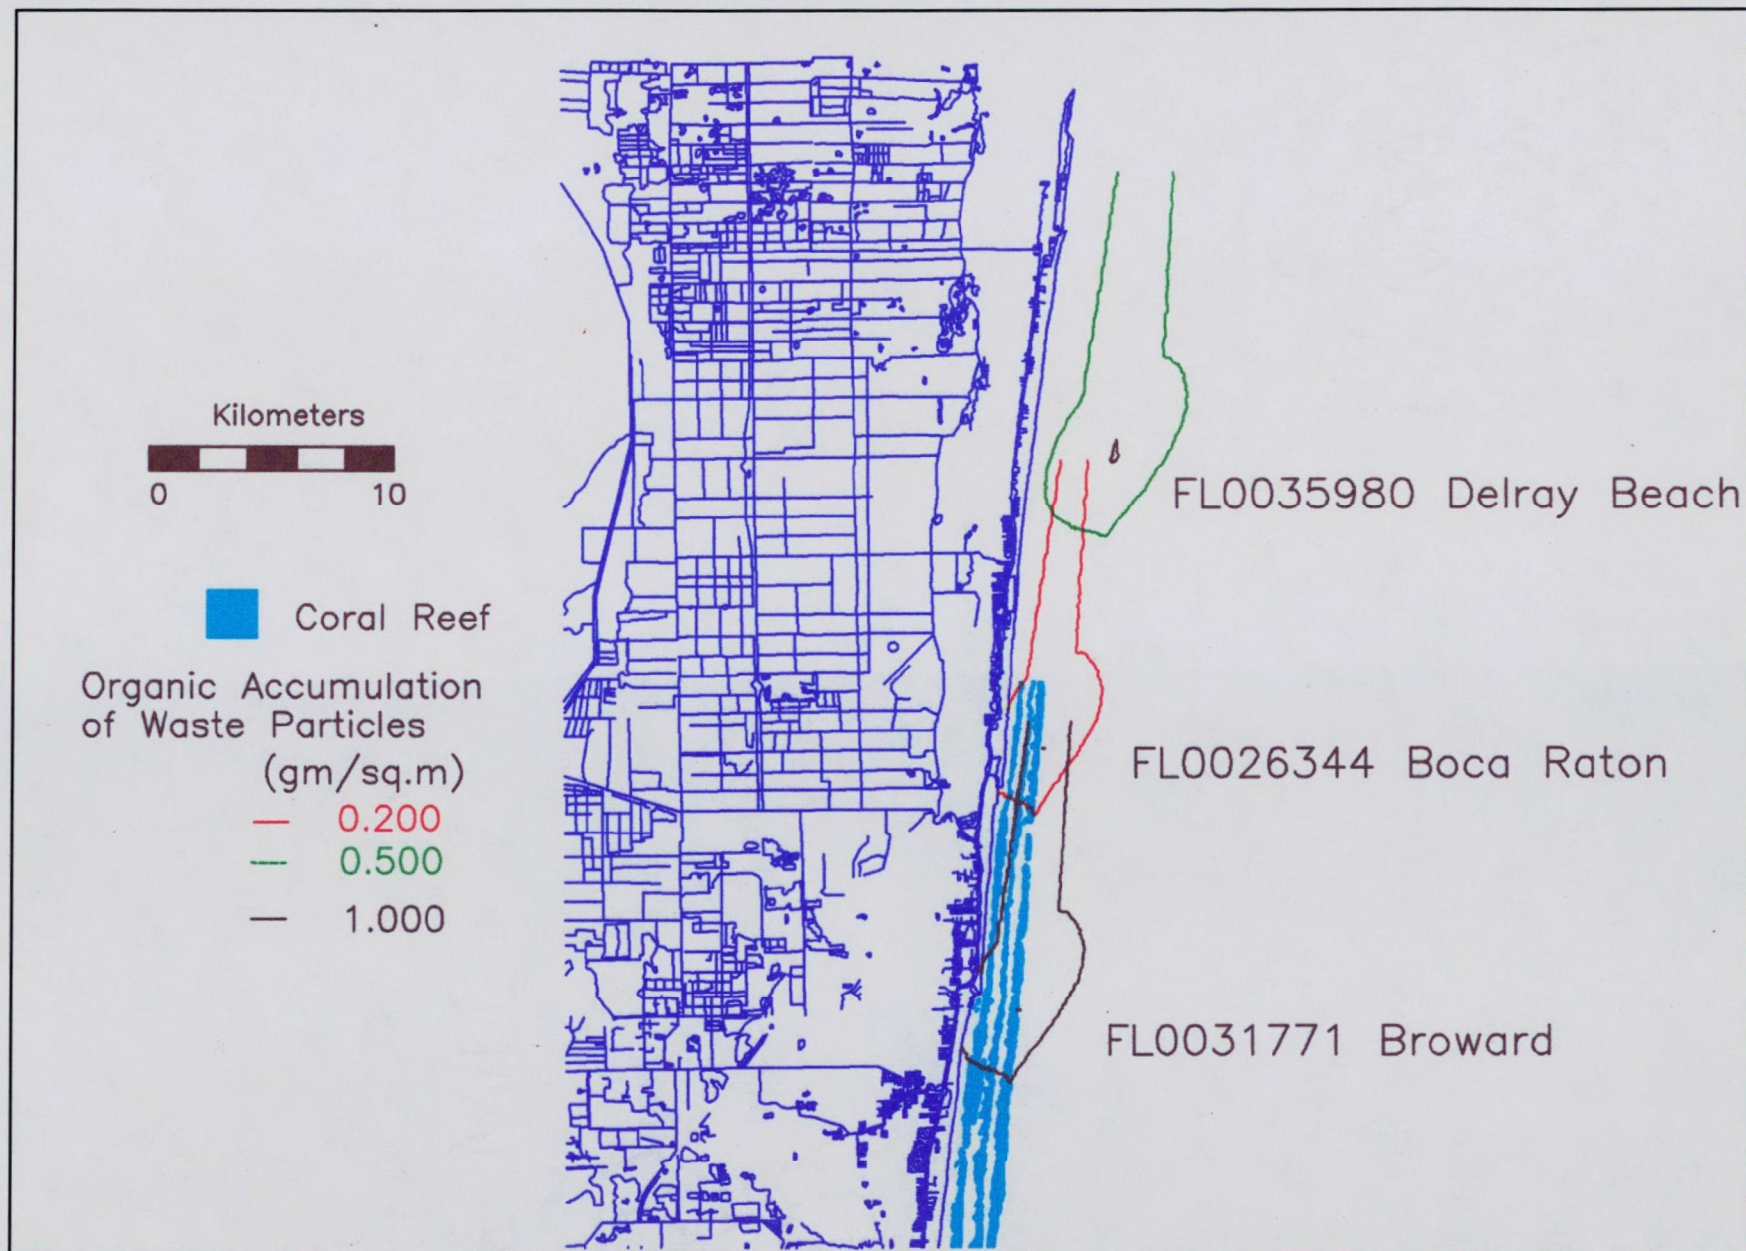 Kilometers
0 10
Coral Reef
Organic Accumulation
of Waste Particles
(gm/sq.m)
0.200
0.500
1.000
FL0035980 Delray Beach
FL0026344 Boca Raton
FL0031771 Broward